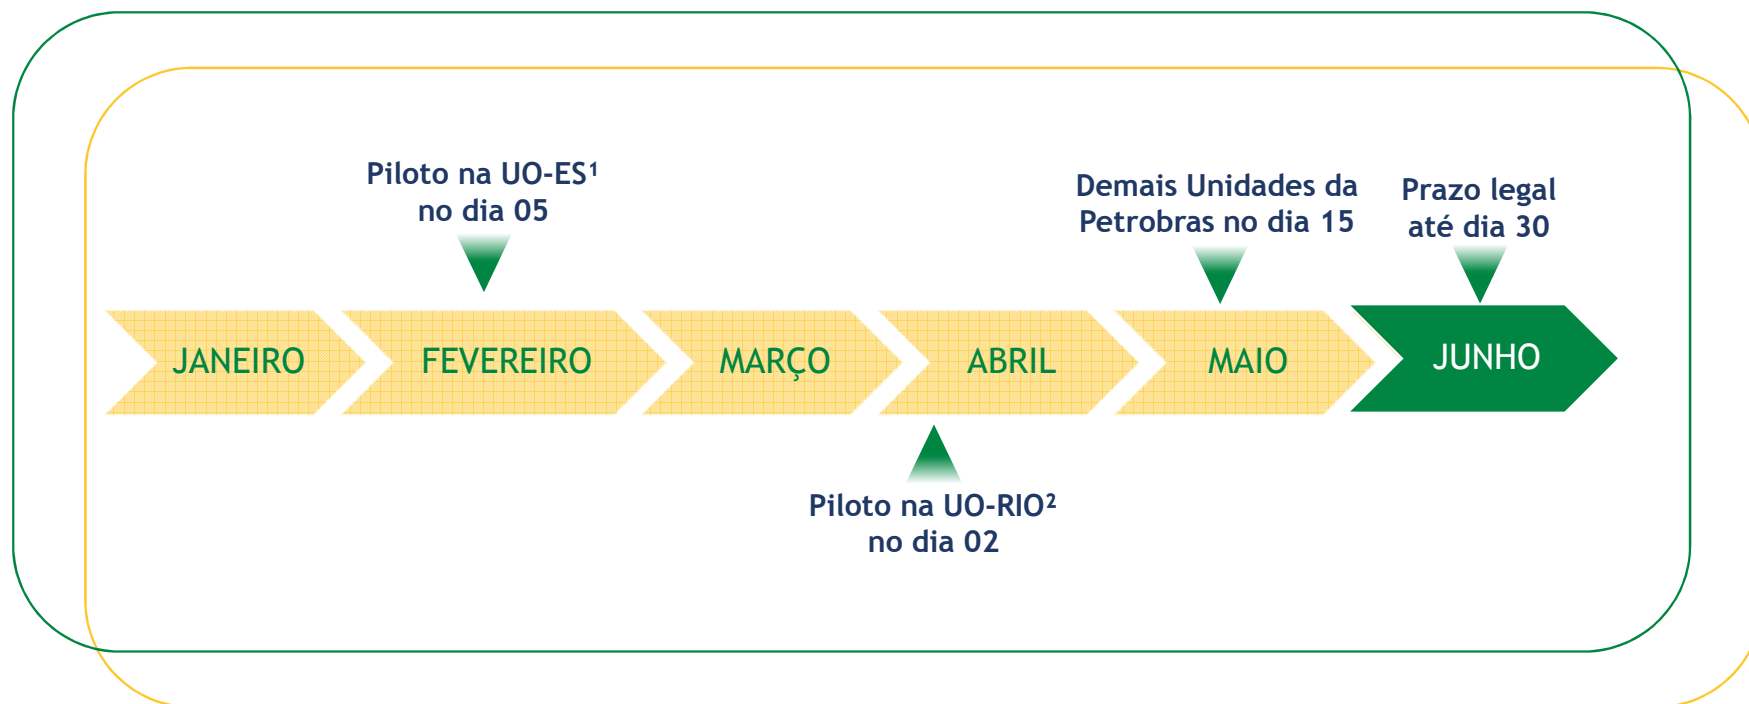 Piloto na UO-ES¹
no dia 05
Demais Unidades da
Petrobras no dia 15
Prazo legal
até dia 30
JANEIRO
FEVEREIRO
MARÇO
ABRIL
MAIO
JUNHO
Piloto na UO-RIO²
no dia 02